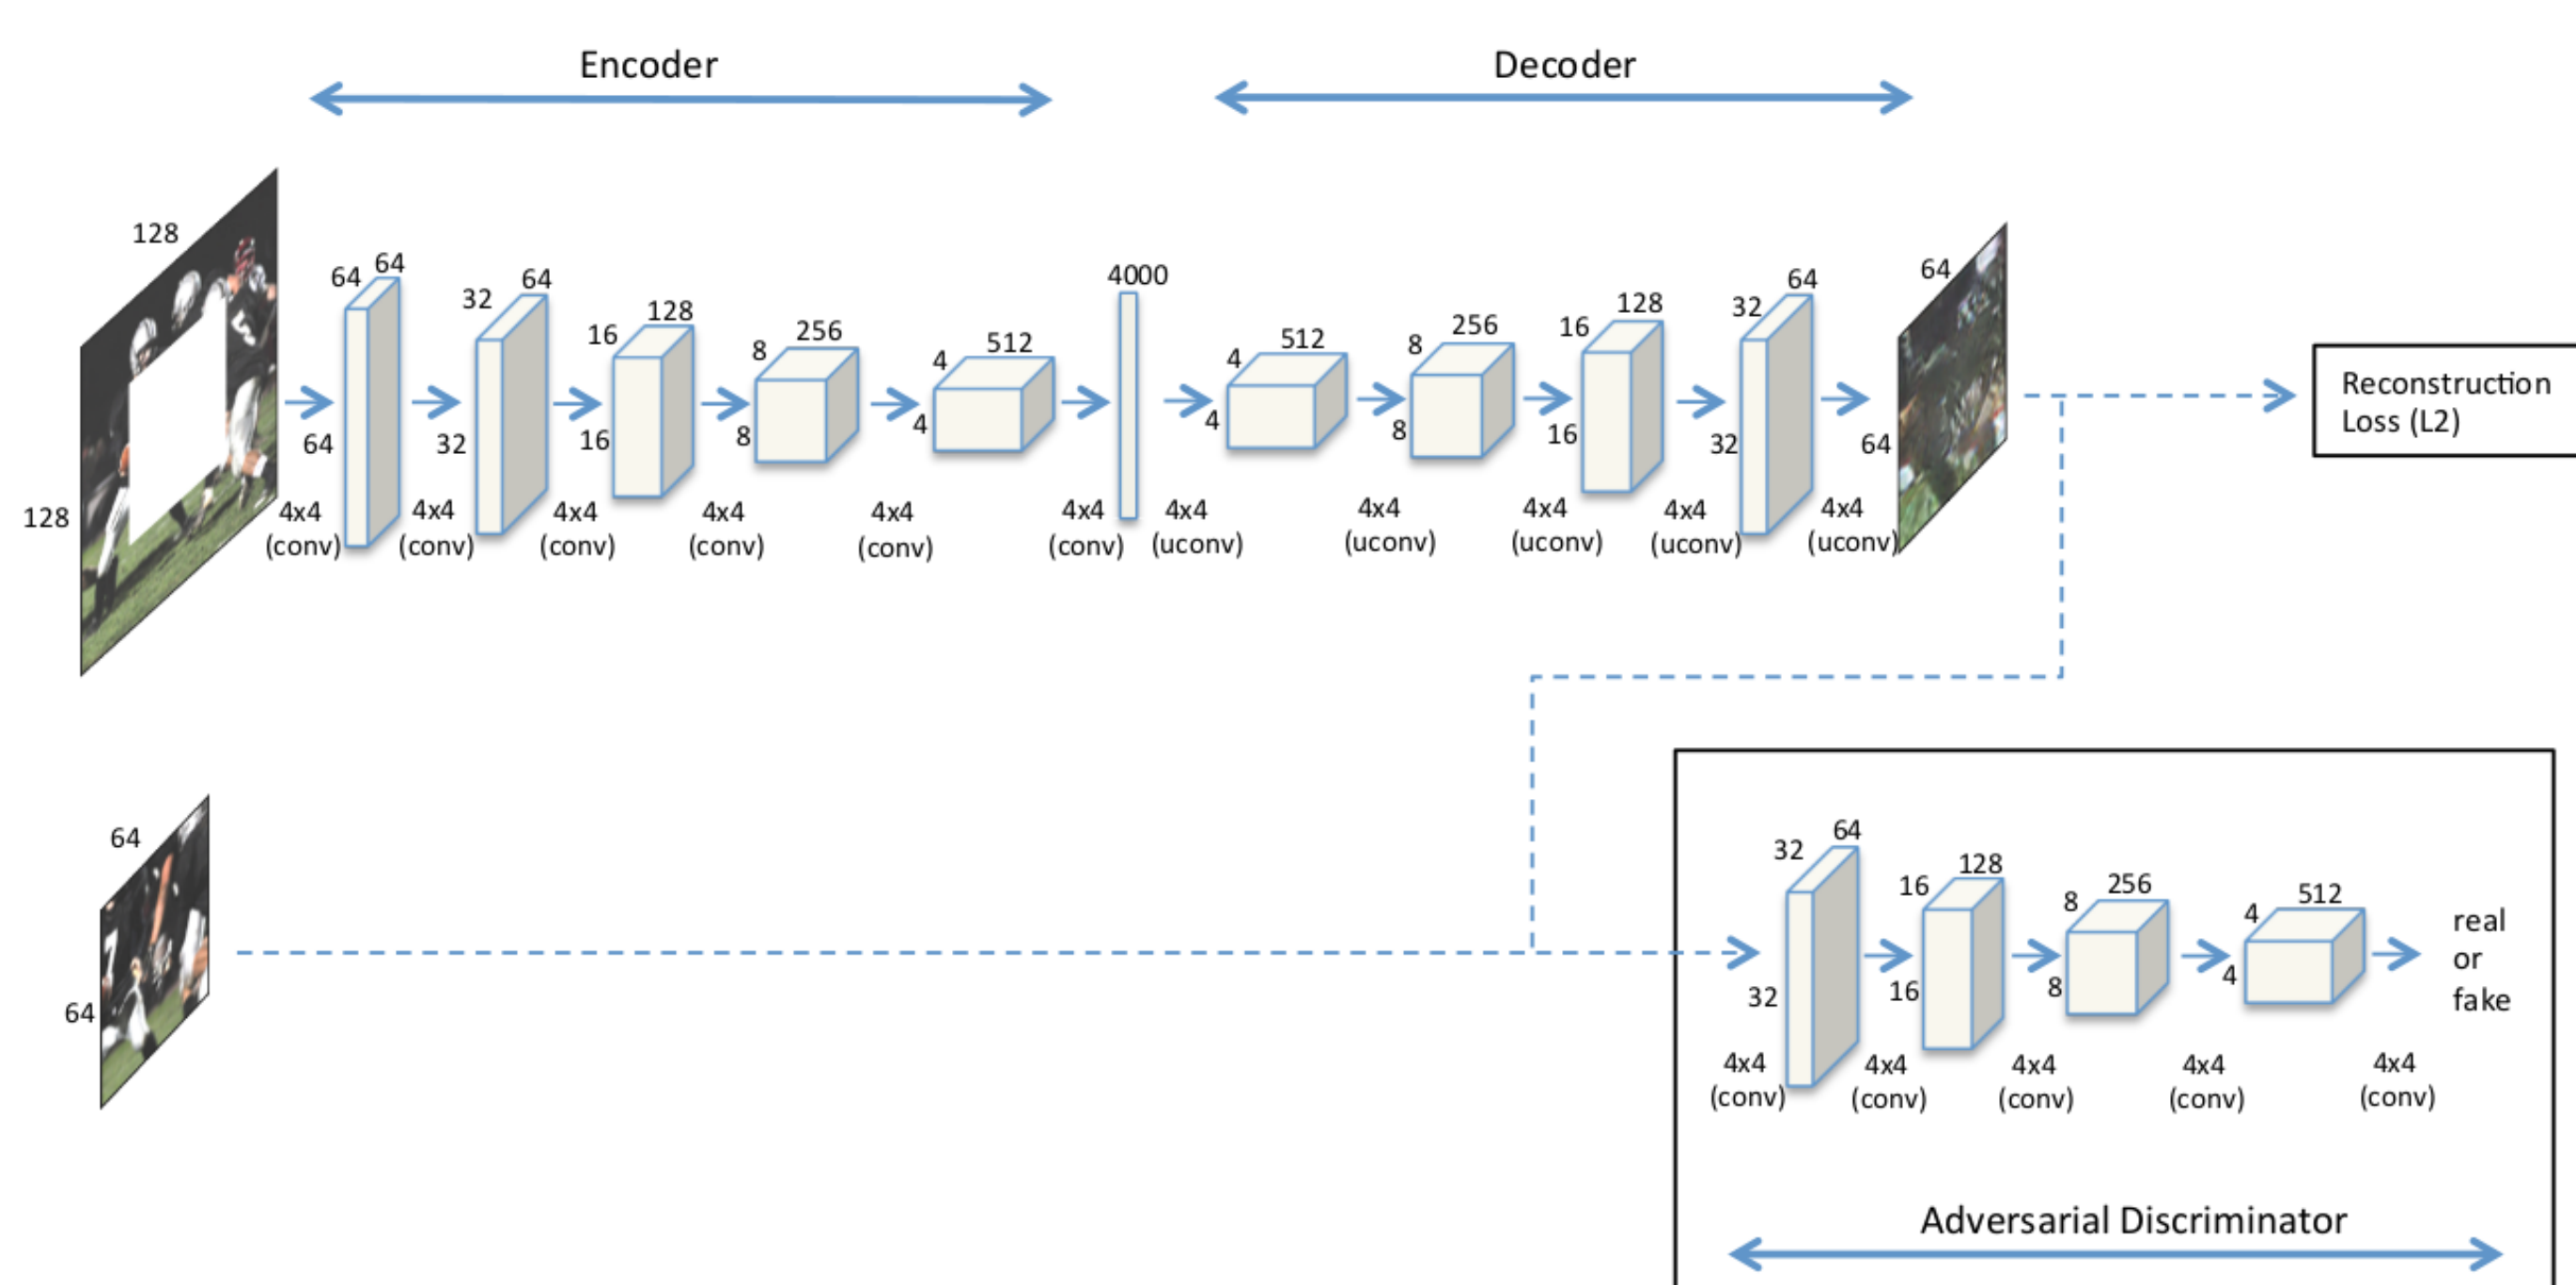 Encoder
Decoder
128
128
64 64
64
32 64
32
16 128
16
8 256
8
4 512
4
4000
4 512
4
8 256
8
16 128
16
32 64
32
64
64
4x4 4x4 4x4 4x4 4x4 4x4 4x4 4x4 4x4 4x4 4x4
(conv) (conv) (conv) (conv) (conv) (conv) (uconv) (uconv) (uconv) (uconv) (uconv)
Reconstruction
Loss (L2)
64
64
32 64
32
16 128
16
8 256
8
4 512
4
real
or
fake
4x4 4x4 4x4 4x4 4x4
(conv) (conv) (conv) (conv) (conv)
Adversarial Discriminator